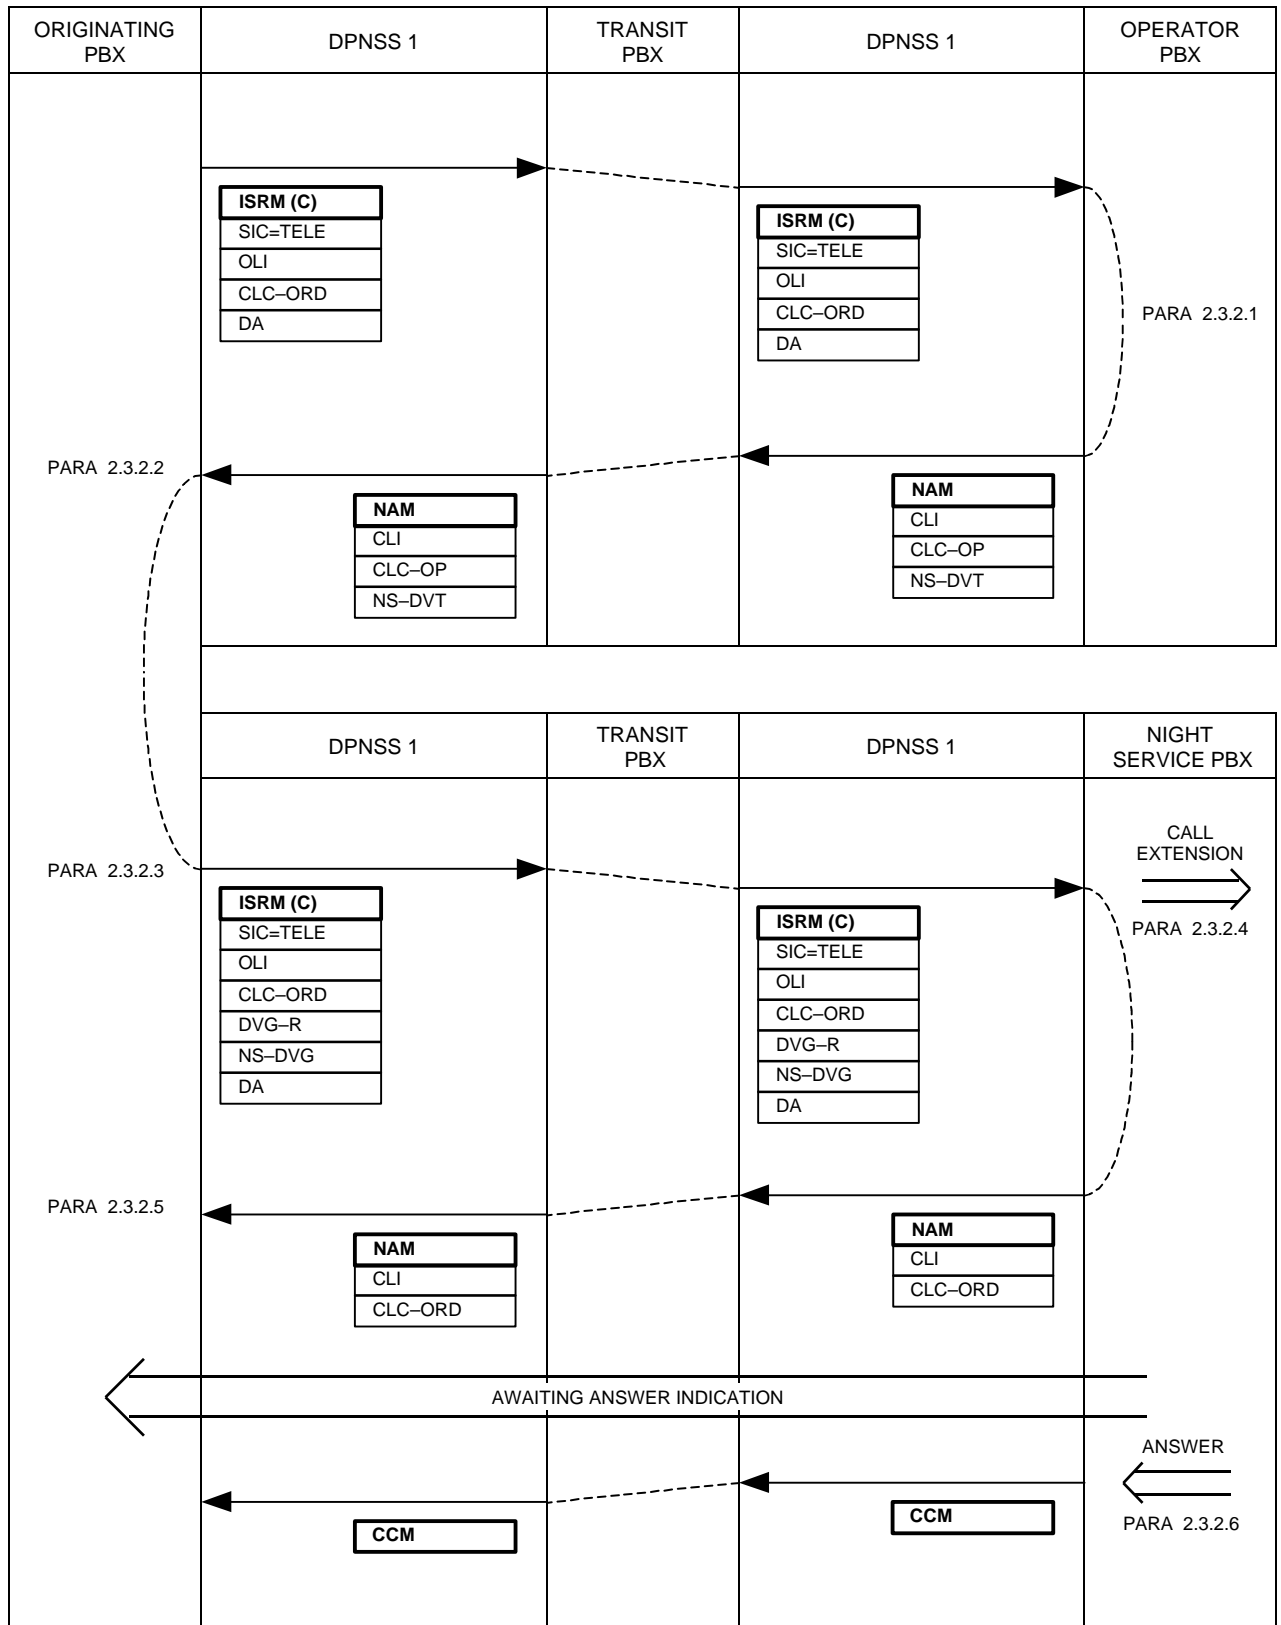 ORIGINATING
PBX
DPNSS 1
TRANSIT
PBX
DPNSS 1
OPERATOR
PBX
ISRM (C)
SIC=TELE
OLI
CLC–ORD
DA
ISRM (C)
SIC=TELE
OLI
CLC–ORD
DA
PARA 2.3.2.1
PARA 2.3.2.2
NAM
CLI
CLC–OP
NS–DVT
NAM
CLI
CLC–OP
NS–DVT
DPNSS 1
TRANSIT
PBX
DPNSS 1
NIGHT
SERVICE PBX
CALL
EXTENSION
PARA 2.3.2.4
PARA 2.3.2.3
ISRM (C)
SIC=TELE
OLI
CLC–ORD
DVG–R
NS–DVG
DA
ISRM (C)
SIC=TELE
OLI
CLC–ORD
DVG–R
NS–DVG
DA
PARA 2.3.2.5
NAM
CLI
CLC–ORD
NAM
CLI
CLC–ORD
AWAITING ANSWER INDICATION
ANSWER
PARA 2.3.2.6
CCM
CCM